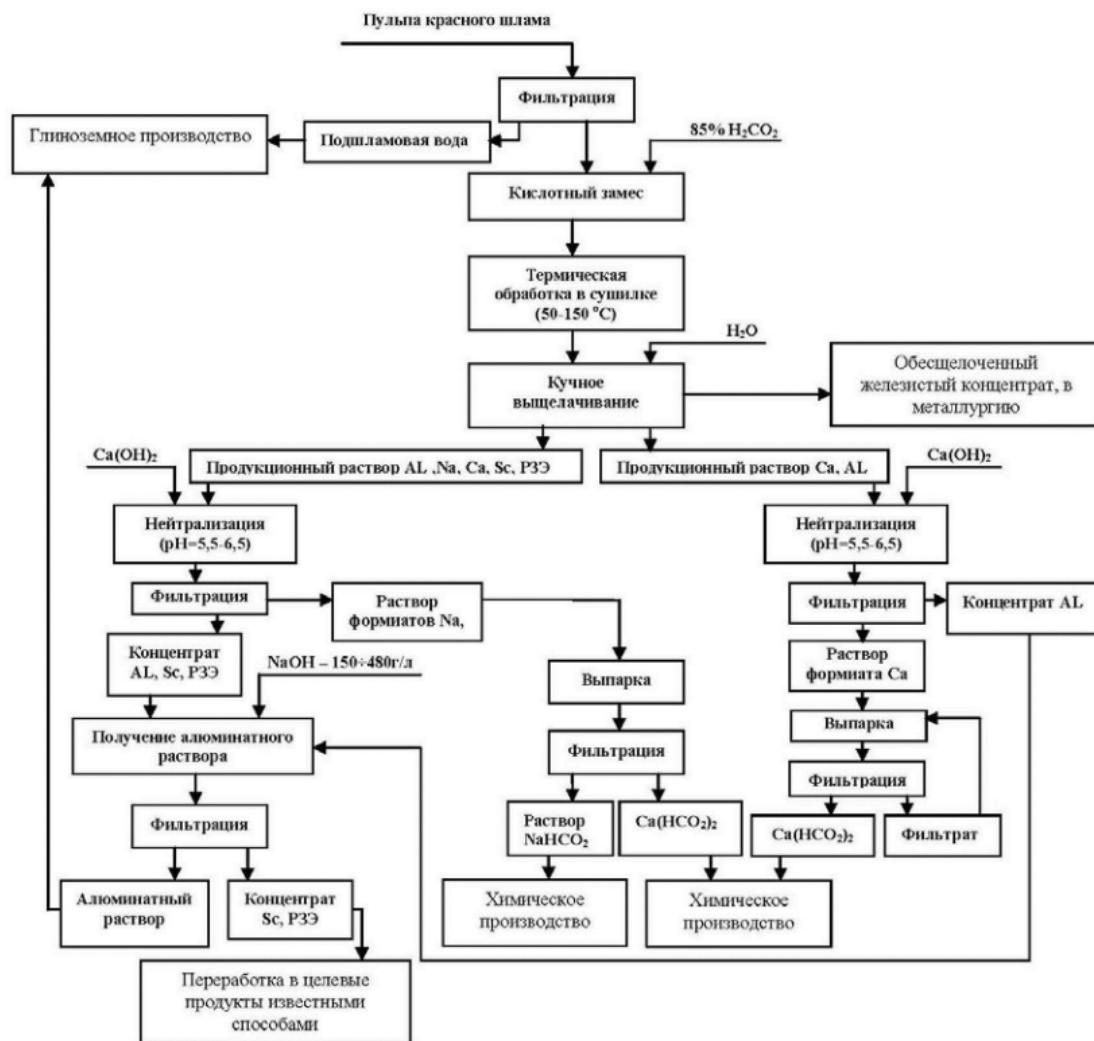 Пульпа красного шлама
Фильтрация
Глиноземное производство
Подшламовая вода
85% H₂CO₂
Кислотный замес
Термическая
обработка в сушилке
(50-150 °C)
H₂O
Кучное
выщелачивание
Обесщелоченный
железистый концентрат, в
металлургию
Ca(OH)₂
Продукционный раствор AL ,Na, Ca, Sc, РЗЭ
Продукционный раствор Ca, AL
Ca(OH)₂
Нейтрализация
(pH=5,5-6,5)
Нейтрализация
(pH=5,5-6,5)
Фильтрация
Раствор
формиатов Na,
Фильтрация
Концентрат AL
Концентрат
AL, Sc, РЗЭ
NaOH – 150÷480г/л
Выпарка
Раствор
формиата Ca
Получение алюминатного
раствора
Фильтрация
Выпарка
Фильтрация
Фильтрация
Раствор
NaHCO₂
Ca(HCO₂)₂
Ca(HCO₂)₂
Фильтрат
Алюминатный
раствор
Концентрат
Sc, РЗЭ
Химическое
производство
Химическое
производство
Переработка в целевые
продукты известными
способами